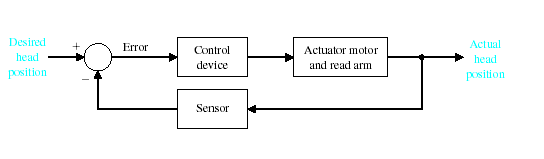 Desired
head
position
+
−
Error
Control
device
Actuator motor
and read arm
Actual
head
position
Sensor